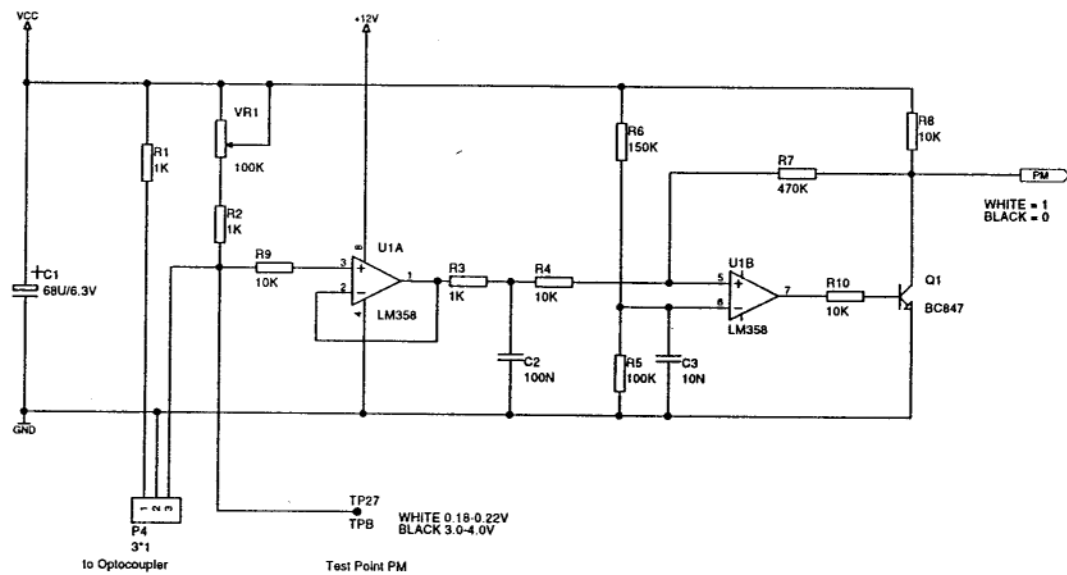 VCC
+12V
VR1
100K
R1
1K
R2
1K
R9
10K
U1A
3
2
8
4
1
LM358
R3
1K
R4
10K
R6
150K
R7
470K
R8
10K
PM
WHITE = 1
BLACK = 0
U1B
5
6
7
LM358
R10
10K
Q1
BC847
C1
68U/6.3V
C2
100N
R5
100K
C3
10N
GND
1
2
3
P4
3*1
to Optocoupler
TP27
TPB
WHITE 0.18-0.22V
BLACK 3.0-4.0V
Test Point PM